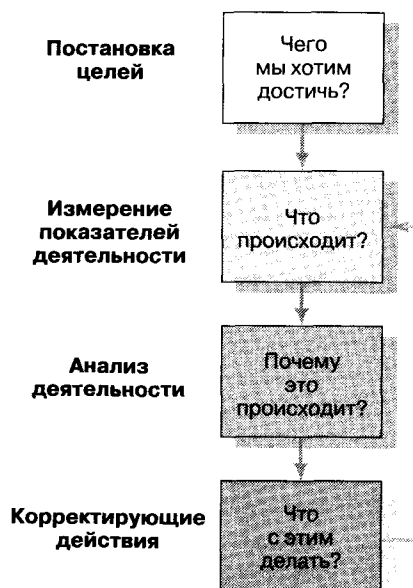 Постановка
целей
Чего
мы хотим
достичь?
Измерение
показателей
деятельности
Что
происходит?
Анализ
деятельности
Почему
это
происходит?
Корректирующие
действия
Что
с этим
делать?